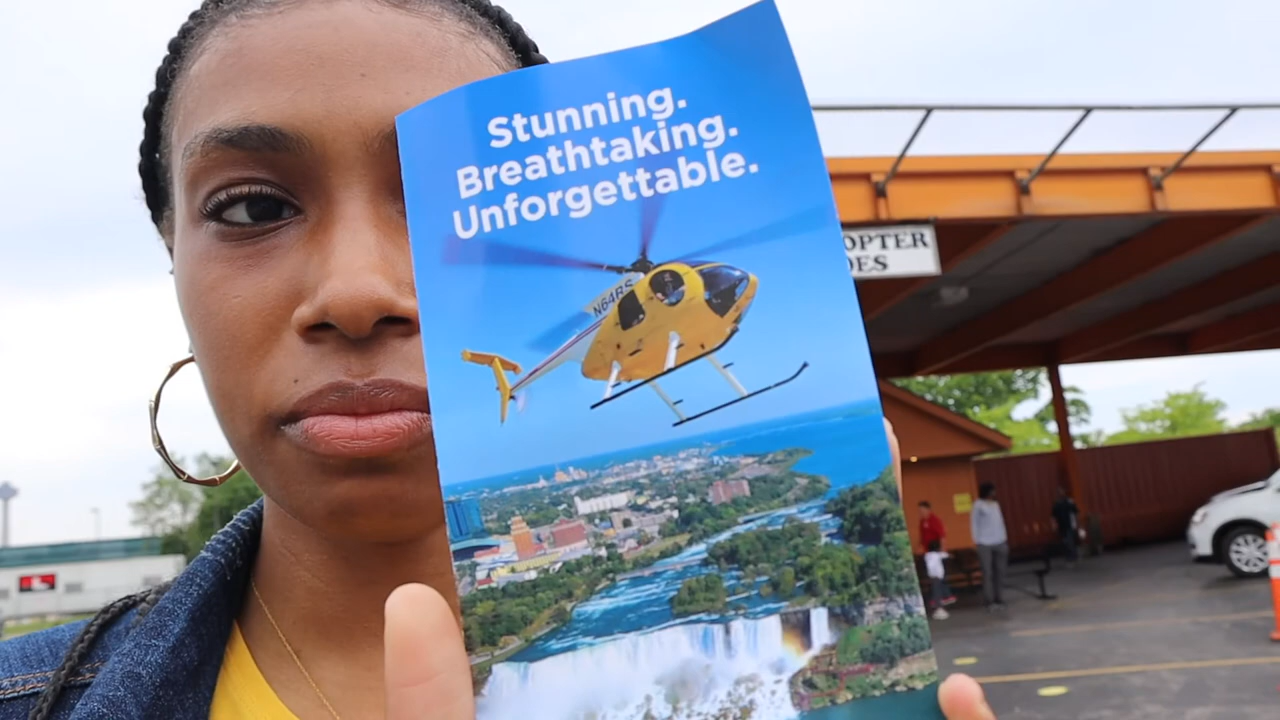 Stunning.
Breathtaking.
Unforgettable.
N64RS
OPTER
DES